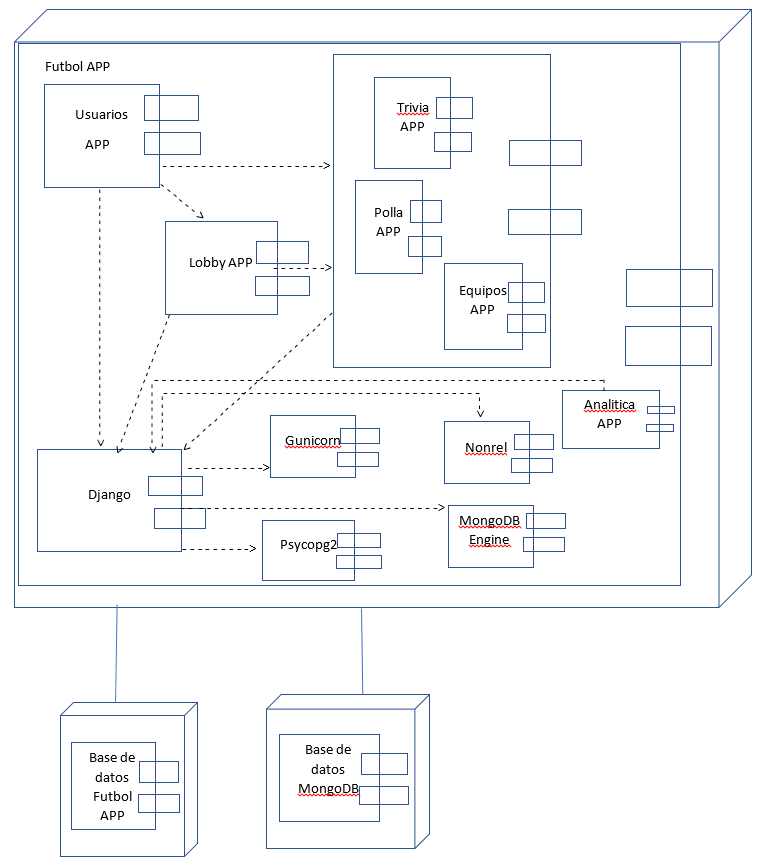 Futbol APP
Usuarios
APP
Trivia
APP
Polla
APP
Lobby APP
Equipos
APP
Analitica
APP
Gunicorn
Nonrel
Django
MongoDB
Engine
Psycopg2
Base de
datos
Futbol
APP
Base de
datos
MongoDB